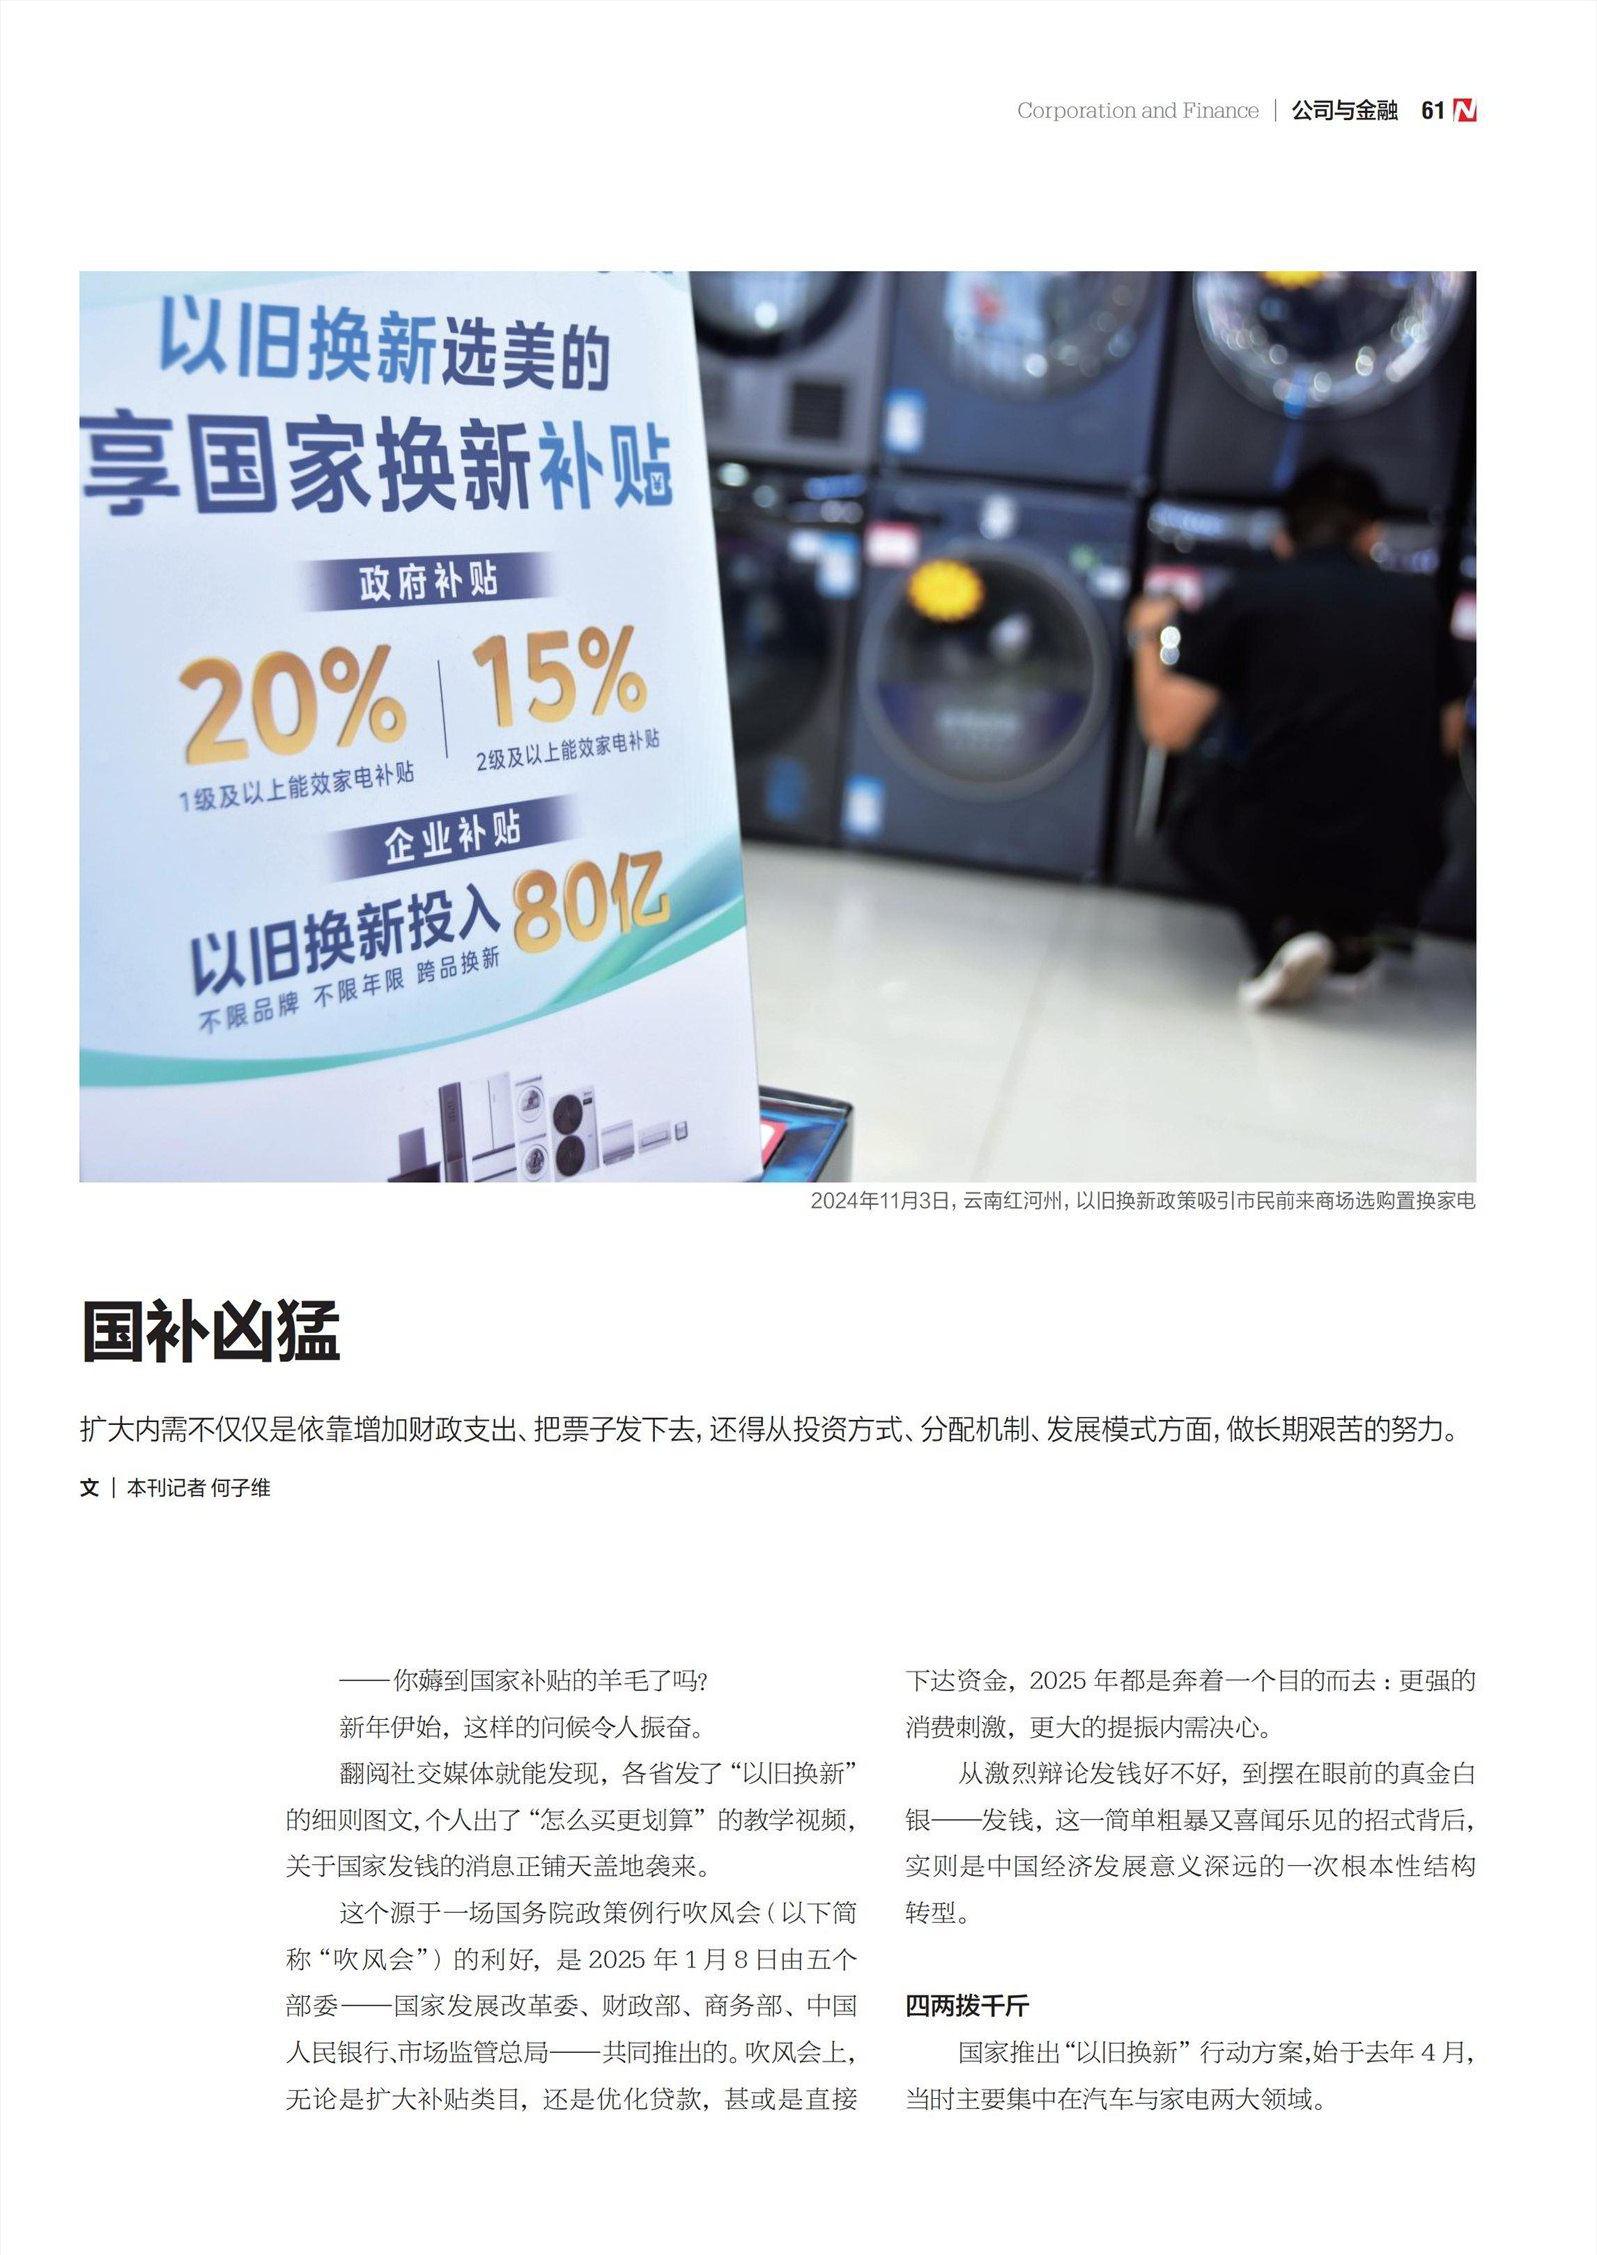 Corporation and Finance | 公司与金融 61
以旧换新选美的
享国家换新补贴
政府补贴
20% 15%
1级及以上能效家电补贴 2级及以上能效家电补贴
企业补贴
以旧换新投入80亿
不限品牌 不限年限 跨品换新
2024年11月3日，云南红河州，以旧换新政策吸引市民前来商场选购置换家电
国补凶猛
扩大内需不仅仅是依靠增加财政支出、把票子发下去，还得从投资方式、分配机制、发展模式方面，做长期艰苦的努力。
文 | 本刊记者 何子维
——你薅到国家补贴的羊毛了吗？
新年伊始，这样的问候令人振奋。
翻阅社交媒体就能发现，各省发了“以旧换新”
的细则图文，个人出了“怎么买更划算”的教学视频，
关于国家发钱的消息正铺天盖地袭来。
这个源于一场国务院政策例行吹风会（以下简
称“吹风会”）的利好，是2025年1月8日由五个
部委——国家发展改革委、财政部、商务部、中国
人民银行、市场监管总局——共同推出的。吹风会上，
无论是扩大补贴类目，还是优化贷款，甚或是直接
下达资金，2025年都是奔着一个目的而去：更强的
消费刺激，更大的提振内需决心。
从激烈辩论发钱好不好，到摆在眼前的真金白
银——发钱，这一简单粗暴又喜闻乐见的招式背后，
实则是中国经济发展意义深远的一次根本性结构
转型。
四两拨千斤
国家推出“以旧换新”行动方案，始于去年4月，
当时主要集中在汽车与家电两大领域。